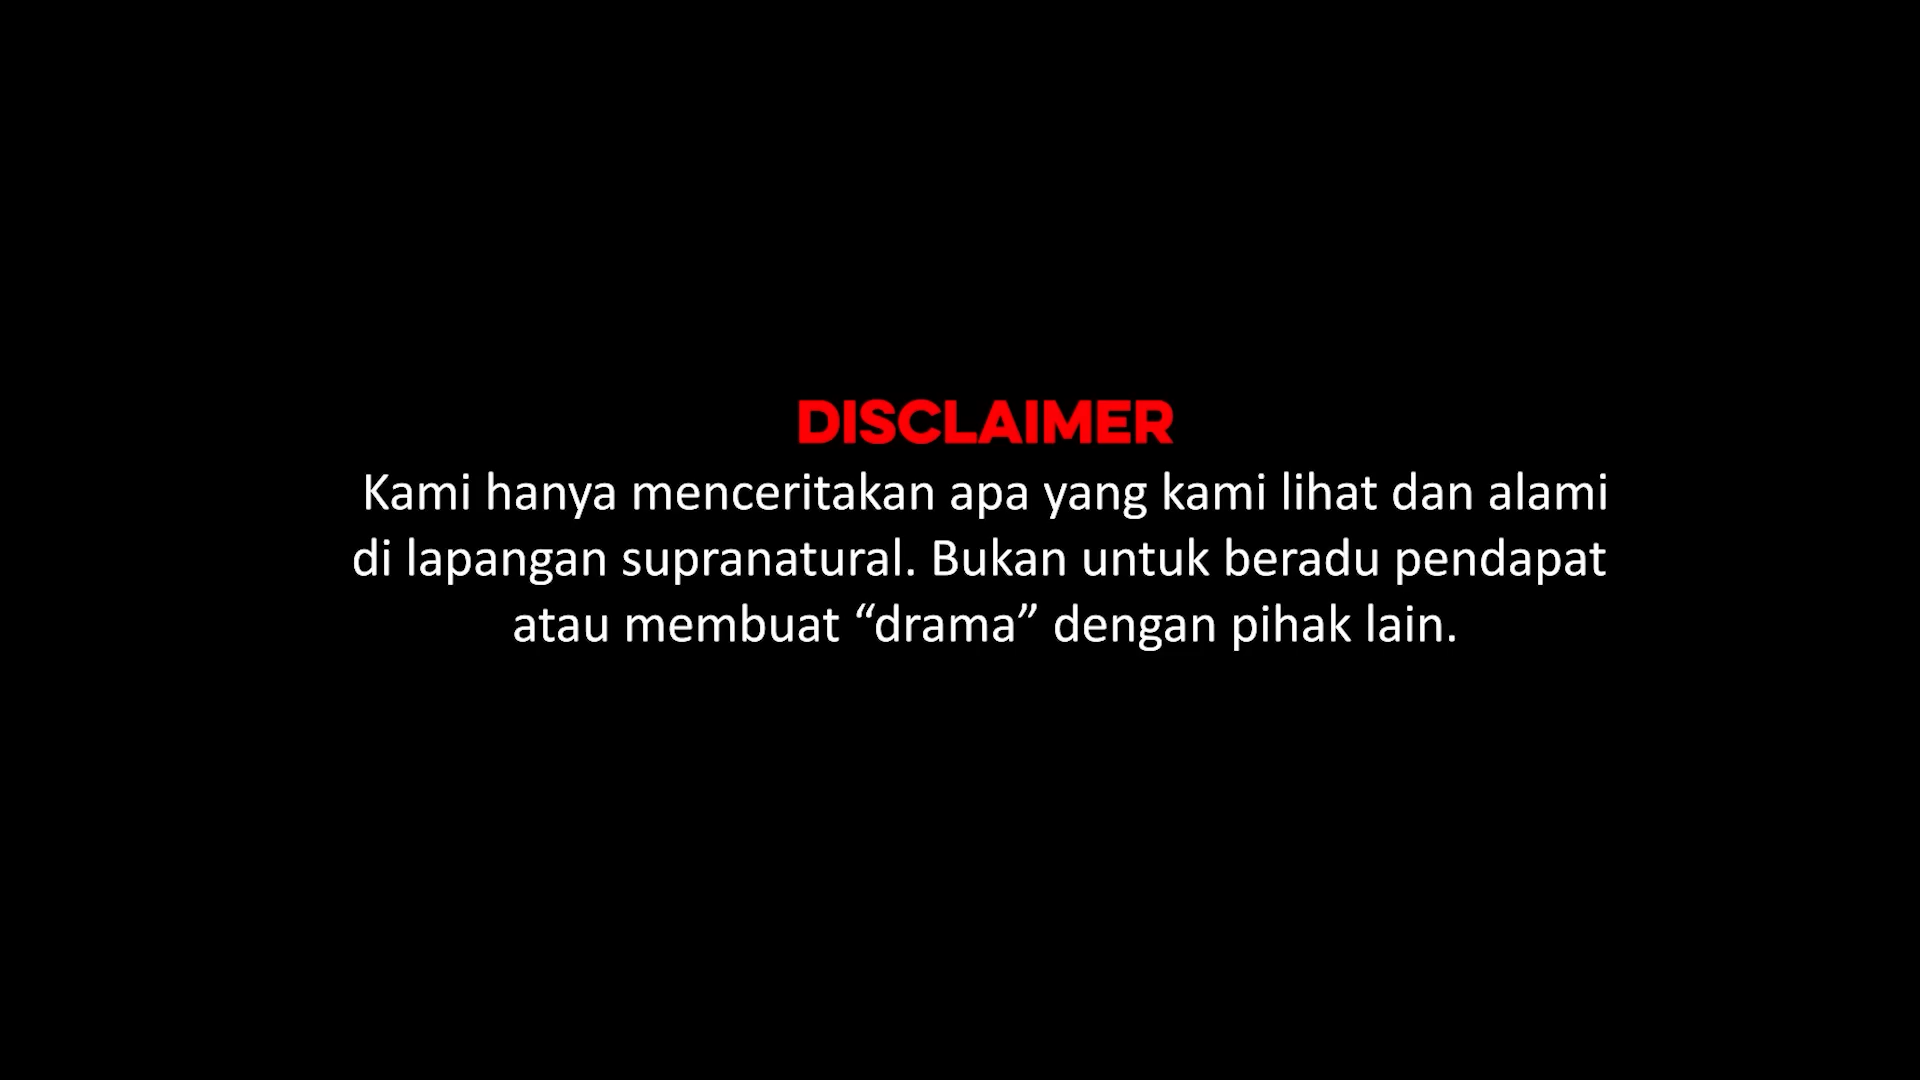 DISCLAIMER
Kami hanya menceritakan apa yang kami lihat dan alami
di lapangan supranatural. Bukan untuk beradu pendapat
atau membuat “drama” dengan pihak lain.